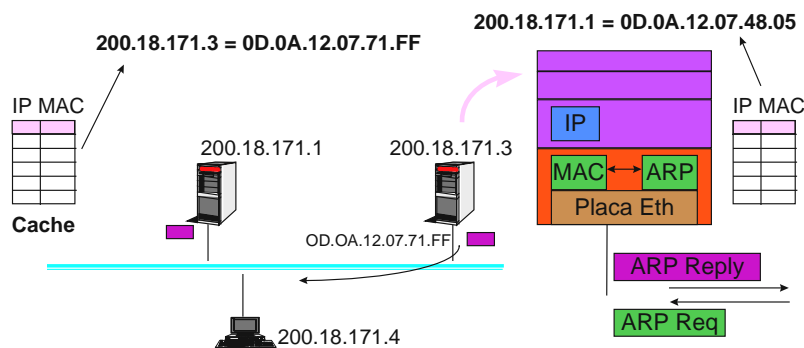 200.18.171.1 = 0D.0A.12.07.48.05
200.18.171.3 = 0D.0A.12.07.71.FF
IP MAC
Cache
200.18.171.1
200.18.171.3
OD.OA.12.07.71.FF
200.18.171.4
IP
MAC
ARP
Placa Eth
IP MAC
ARP Reply
ARP Req